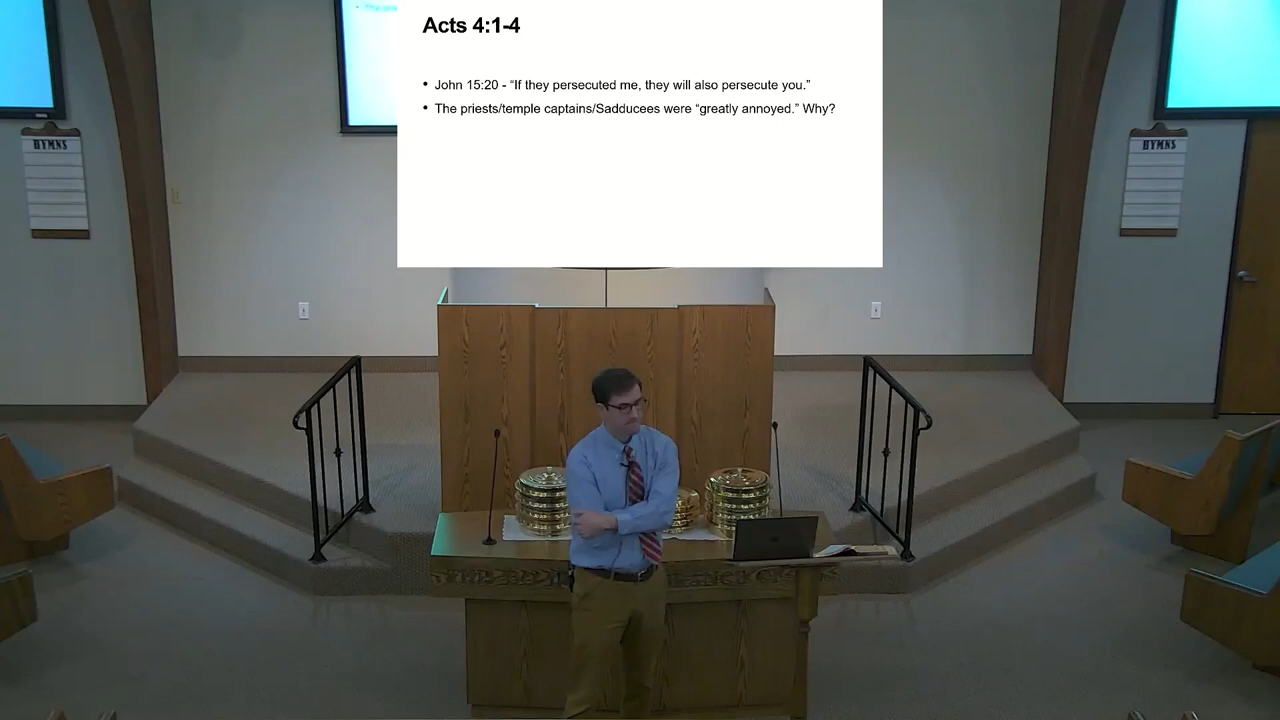 Acts 4:1-4
• John 15:20 - “If they persecuted me, they will also persecute you.”
• The priests/temple captains/Sadducees were “greatly annoyed.” Why?
HYMNS
HYMNS